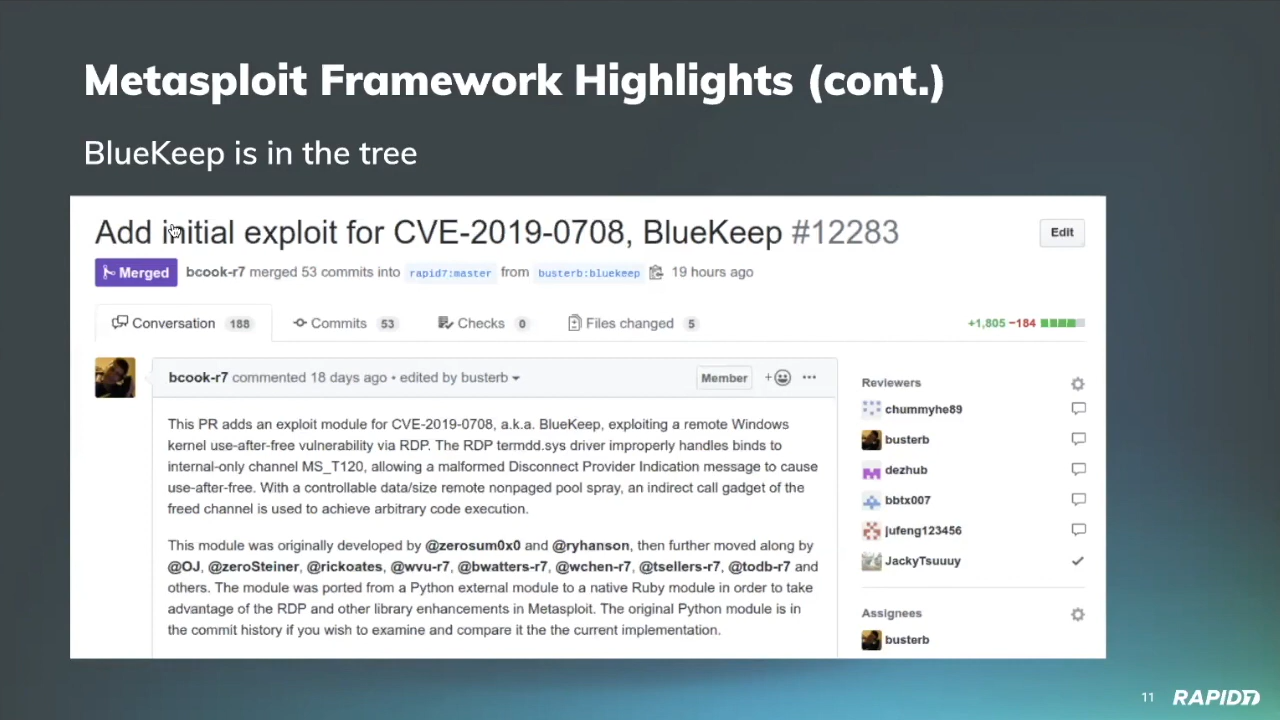 Metasploit Framework Highlights (cont.)
BlueKeep is in the tree
Add initial exploit for CVE-2019-0708, BlueKeep #12283
Edit
Merged bcook-r7 merged 53 commits into rapid7:master from busterb:bluekeep 19 hours ago
Conversation 188 Commits 53 Checks 0 Files changed 5 +1,805 −184
bcook-r7 commented 18 days ago • edited by busterb Member
This PR adds an exploit module for CVE-2019-0708, a.k.a. BlueKeep, exploiting a remote Windows
kernel use-after-free vulnerability via RDP. The RDP termdd.sys driver improperly handles binds to
internal-only channel MS_T120, allowing a malformed Disconnect Provider Indication message to cause
use-after-free. With a controllable data/size remote nonpaged pool spray, an indirect call gadget of the
freed channel is used to achieve arbitrary code execution.
This module was originally developed by @zerosum0x0 and @ryhanson, then further moved along by
@OJ, @zeroSteiner, @rickoates, @wvu-r7, @bwatters-r7, @wchen-r7, @tsellers-r7, @todb-r7 and
others. The module was ported from a Python external module to a native Ruby module in order to take
advantage of the RDP and other library enhancements in Metasploit. The original Python module is in
the commit history if you wish to examine and compare it the the current implementation.
Reviewers
chummyhe89
busterb
dezhub
bbtx007
jufeng123456
JackyTsuuuy
Assignees
busterb
11 RAPID7